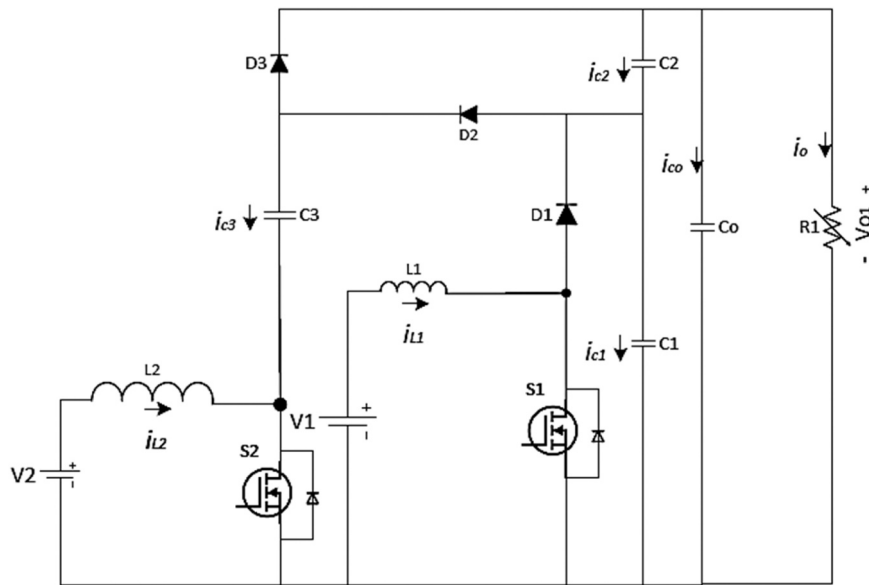 D3
C2
ic2
D2
ico
io
ic3
C3
D1
Co
R1
+
Vo1
-
L1
iL1
ic1
C1
L2
S1
V1
+
-
iL2
S2
V2
+
-